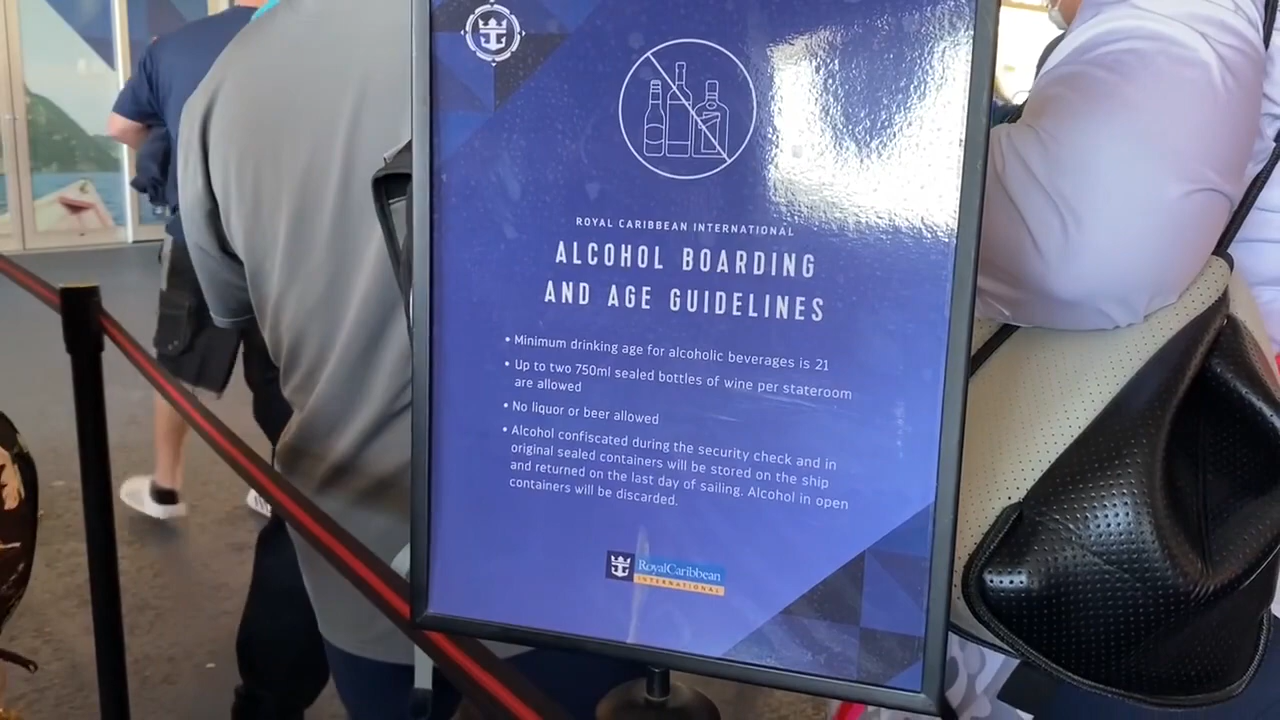 ROYAL CARIBBEAN INTERNATIONAL
ALCOHOL BOARDING
AND AGE GUIDELINES
• Minimum drinking age for alcoholic beverages is 21
• Up to two 750ml sealed bottles of wine per stateroom
are allowed
• No liquor or beer allowed
• Alcohol confiscated during the security check and in
original sealed containers will be stored on the ship
and returned on the last day of sailing. Alcohol in open
containers will be discarded.
RoyalCaribbean
INTERNATIONAL